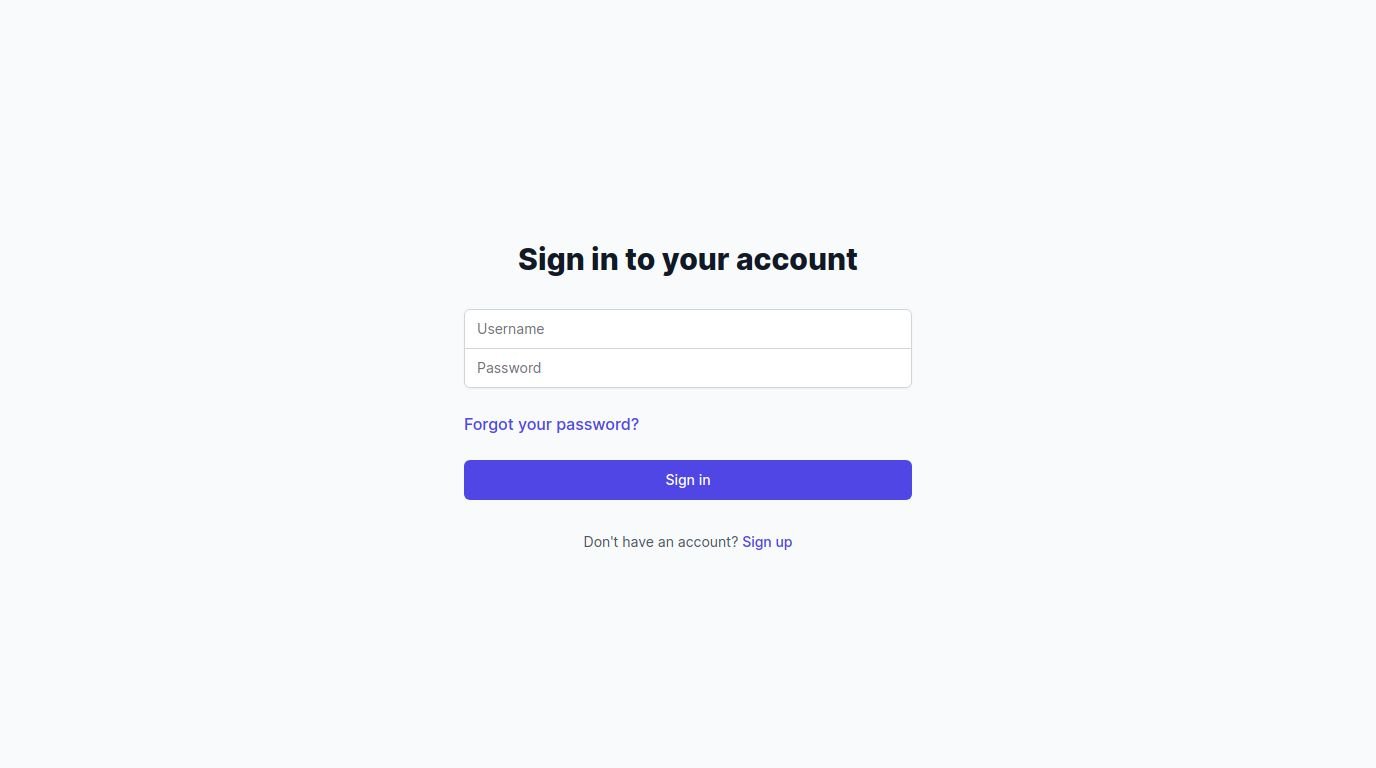 Sign in to your account
Username
Password
Forgot your password?
Sign in
Don't have an account? Sign up